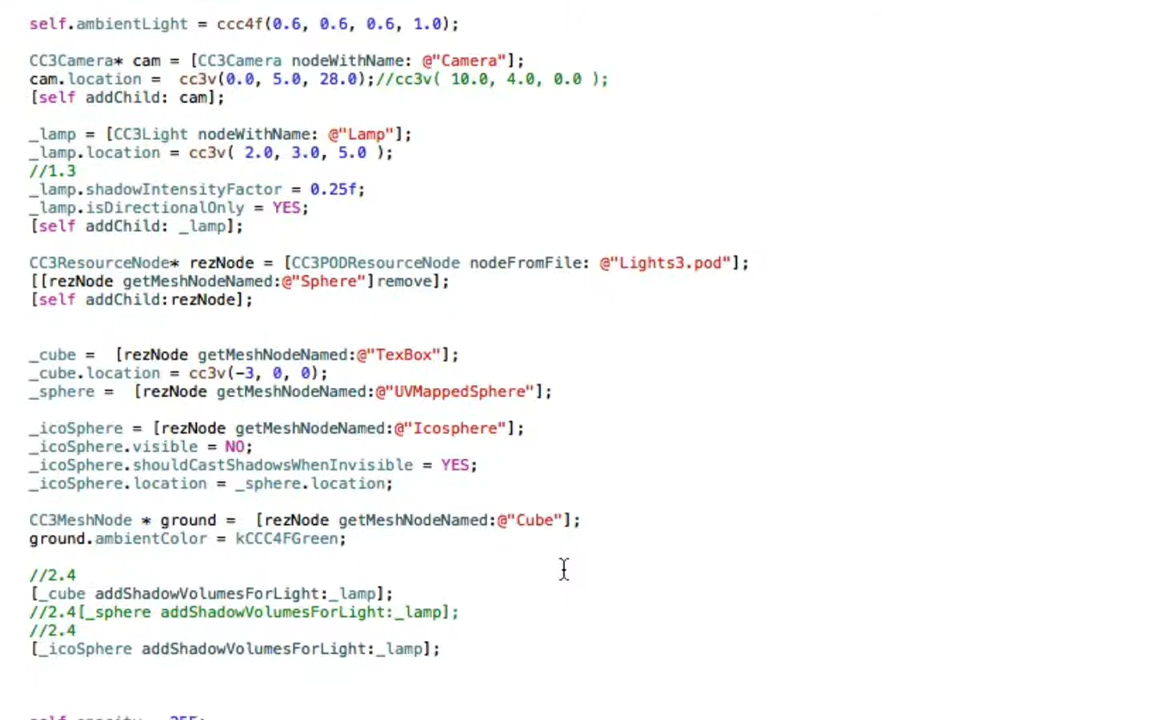 self.ambientLight = ccc4f(0.6, 0.6, 0.6, 1.0);
CC3Camera* cam = [CC3Camera nodeWithName: @"Camera"];
cam.location =  cc3v(0.0, 5.0, 28.0);//cc3v( 10.0, 4.0, 0.0 );
[self addChild: cam];
_lamp = [CC3Light nodeWithName: @"Lamp"];
_lamp.location = cc3v( 2.0, 3.0, 5.0 );
//1.3
_lamp.shadowIntensityFactor = 0.25f;
_lamp.isDirectionalOnly = YES;
[self addChild: _lamp];
CC3ResourceNode* rezNode = [CC3PODResourceNode nodeFromFile: @"Lights3.pod"];
[[rezNode getMeshNodeNamed:@"Sphere"]remove];
[self addChild:rezNode];
_cube =  [rezNode getMeshNodeNamed:@"TexBox"];
_cube.location = cc3v(-3, 0, 0);
_sphere =  [rezNode getMeshNodeNamed:@"UVMappedSphere"];
_icoSphere = [rezNode getMeshNodeNamed:@"Icosphere"];
_icoSphere.visible = NO;
_icoSphere.shouldCastShadowsWhenInvisible = YES;
_icoSphere.location = _sphere.location;
CC3MeshNode * ground =  [rezNode getMeshNodeNamed:@"Cube"];
ground.ambientColor = kCCC4FGreen;
//2.4
[_cube addShadowVolumesForLight:_lamp];
//2.4[_sphere addShadowVolumesForLight:_lamp];
//2.4
[_icoSphere addShadowVolumesForLight:_lamp];
self.opacity = 255;